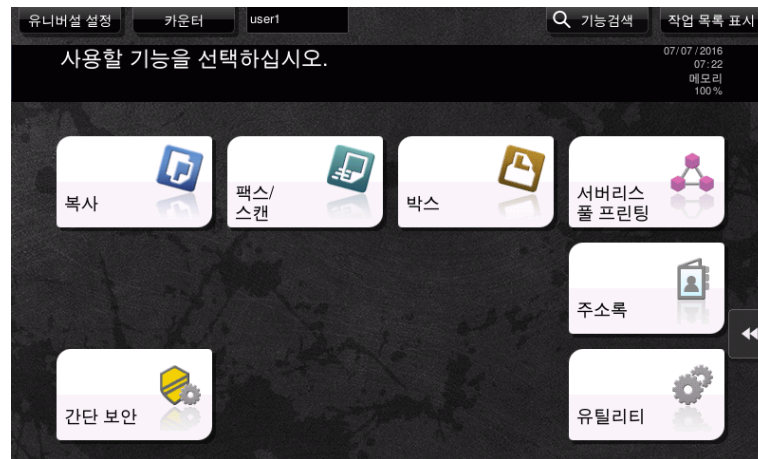 유니버설 설정
카운터
user1
기능검색
작업 목록 표시
사용할 기능을 선택하십시오.
07/07/2016
07:22
메모리
100%
복사
팩스/
스캔
박스
서버리스
풀 프린팅
주소록
간단 보안
유틸리티